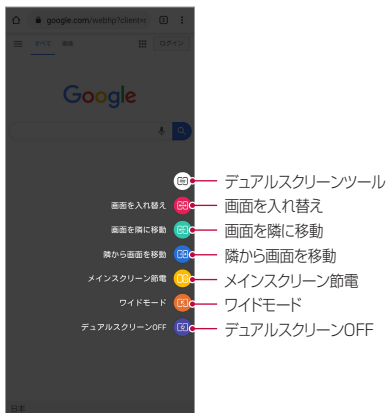 google.com/webhp?client=
すべて 画像 ログイン
Google
デュアルスクリーンツール
画面を入れ替え 画面を入れ替え
画面を隣に移動 画面を隣に移動
隣から画面を移動 隣から画面を移動
メインスクリーン節電 メインスクリーン節電
ワイドモード ワイドモード
デュアルスクリーンOFF デュアルスクリーンOFF
日本